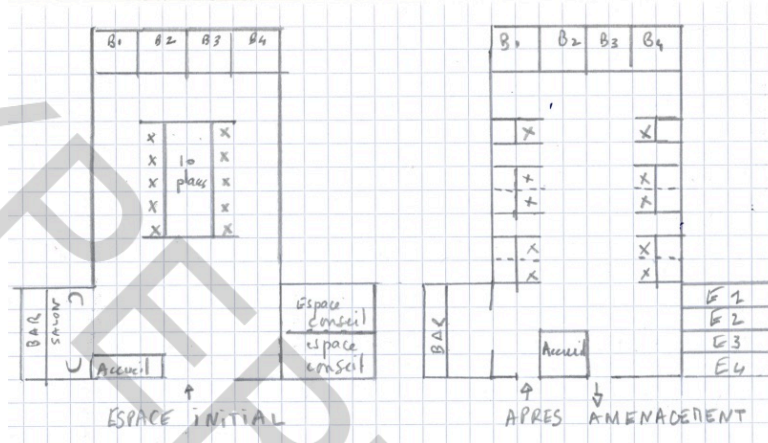 B1 B2 B3 B4
x x
x x
x 10 x
plans
x x
x x
BAR
SALON
Accueil
Espace
conseil
espace
conseil
ESPACE INITIAL
B1 B2 B3 B4
x x
x x
x x
x x
x x
BAR
Accueil
E1
E2
E3
E4
APRES AMENAGEMENT